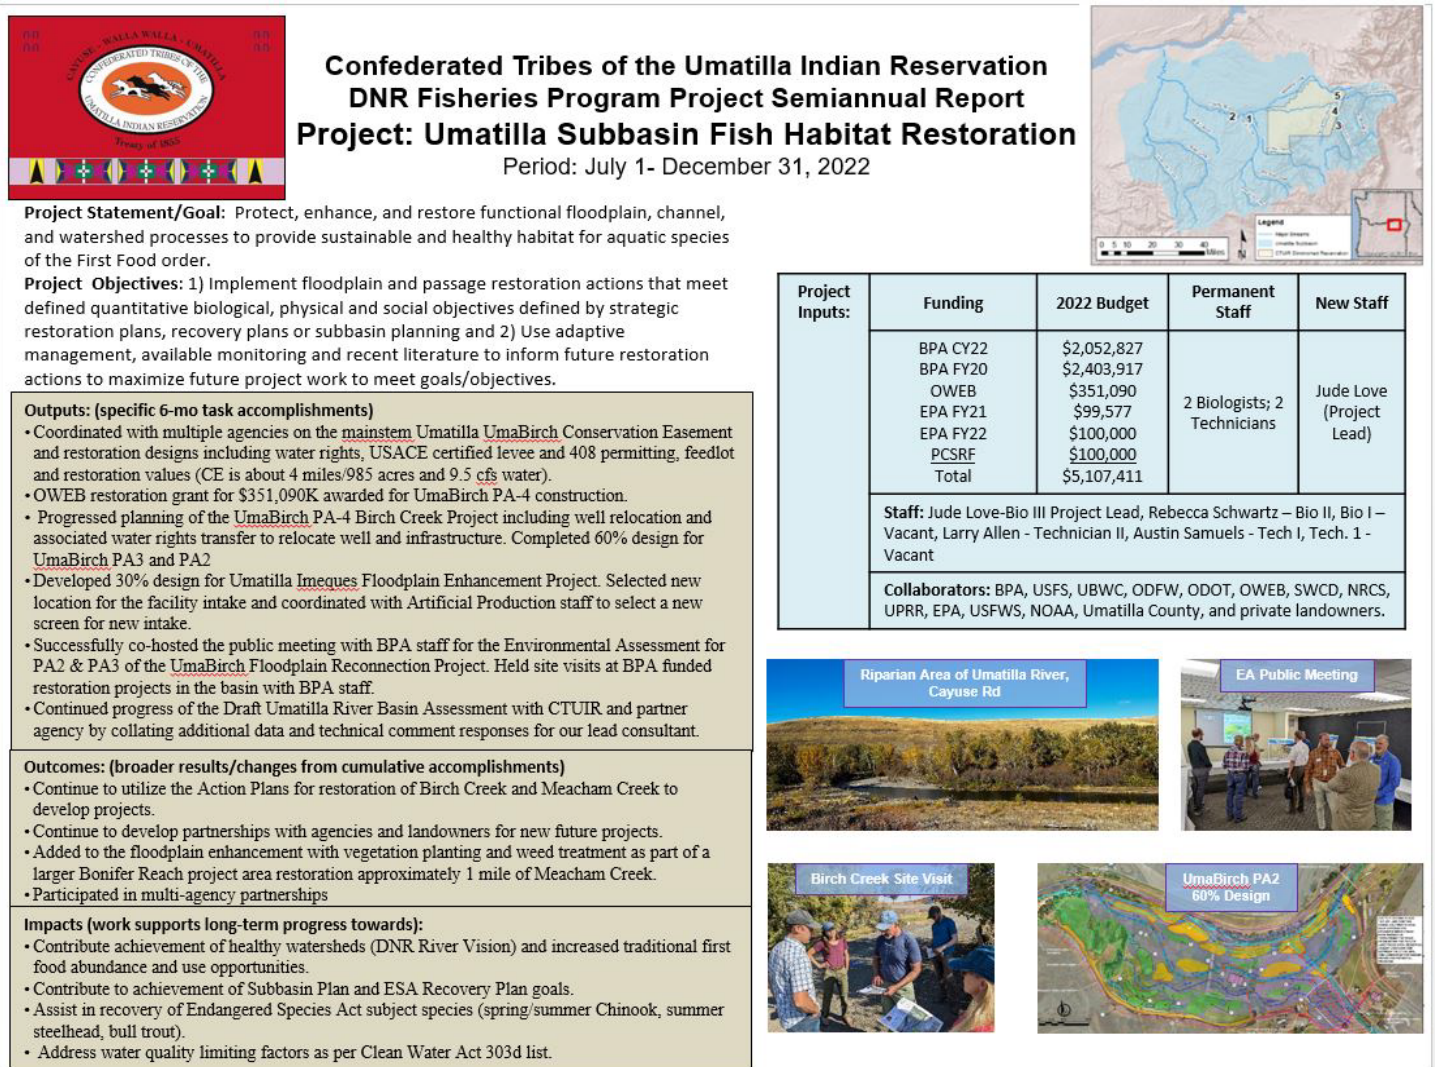 CAYUSE - WALLA WALLA - UMATILLA
CONFEDERATED TRIBES OF THE
UMATILLA INDIAN RESERVATION
Treaty of 1855
Confederated Tribes of the Umatilla Indian Reservation
DNR Fisheries Program Project Semiannual Report
Project: Umatilla Subbasin Fish Habitat Restoration
Period: July 1- December 31, 2022
5
4
3
2
1
Legend
Major Streams
Umatilla Subbasin
CTUIR Diminished Reservation
0 5 10 20 30 40
Miles
N
Project Statement/Goal: Protect, enhance, and restore functional floodplain, channel,
and watershed processes to provide sustainable and healthy habitat for aquatic species
of the First Food order.
Project Objectives: 1) Implement floodplain and passage restoration actions that meet
defined quantitative biological, physical and social objectives defined by strategic
restoration plans, recovery plans or subbasin planning and 2) Use adaptive
management, available monitoring and recent literature to inform future restoration
actions to maximize future project work to meet goals/objectives.
Outputs: (specific 6-mo task accomplishments)
• Coordinated with multiple agencies on the mainstem Umatilla UmaBirch Conservation Easement
and restoration designs including water rights, USACE certified levee and 408 permitting, feedlot
and restoration values (CE is about 4 miles/985 acres and 9.5 cfs water).
• OWEB restoration grant for $351,090K awarded for UmaBirch PA-4 construction.
• Progressed planning of the UmaBirch PA-4 Birch Creek Project including well relocation and
associated water rights transfer to relocate well and infrastructure. Completed 60% design for
UmaBirch PA3 and PA2
• Developed 30% design for Umatilla Imeques Floodplain Enhancement Project. Selected new
location for the facility intake and coordinated with Artificial Production staff to select a new
screen for new intake.
• Successfully co-hosted the public meeting with BPA staff for the Environmental Assessment for
PA2 & PA3 of the UmaBirch Floodplain Reconnection Project. Held site visits at BPA funded
restoration projects in the basin with BPA staff.
• Continued progress of the Draft Umatilla River Basin Assessment with CTUIR and partner
agency by collating additional data and technical comment responses for our lead consultant.
Outcomes: (broader results/changes from cumulative accomplishments)
• Continue to utilize the Action Plans for restoration of Birch Creek and Meacham Creek to
develop projects.
• Continue to develop partnerships with agencies and landowners for new future projects.
• Added to the floodplain enhancement with vegetation planting and weed treatment as part of a
larger Bonifer Reach project area restoration approximately 1 mile of Meacham Creek.
• Participated in multi-agency partnerships
Impacts (work supports long-term progress towards):
• Contribute achievement of healthy watersheds (DNR River Vision) and increased traditional first
food abundance and use opportunities.
• Contribute to achievement of Subbasin Plan and ESA Recovery Plan goals.
• Assist in recovery of Endangered Species Act subject species (spring/summer Chinook, summer
steelhead, bull trout).
• Address water quality limiting factors as per Clean Water Act 303d list.
Project
Inputs:
Funding
2022 Budget
Permanent
Staff
New Staff
BPA CY22 $2,052,827
BPA FY20 $2,403,917
OWEB $351,090
EPA FY21 $99,577
EPA FY22 $100,000
PCSRF $100,000
Total $5,107,411
2 Biologists; 2
Technicians
Jude Love
(Project
Lead)
Staff: Jude Love-Bio III Project Lead, Rebecca Schwartz – Bio II, Bio I –
Vacant, Larry Allen - Technician II, Austin Samuels - Tech I, Tech. 1 -
Vacant
Collaborators: BPA, USFS, UBWC, ODFW, ODOT, OWEB, SWCD, NRCS,
UPRR, EPA, USFWS, NOAA, Umatilla County, and private landowners.
Riparian Area of Umatilla River,
Cayuse Rd
EA Public Meeting
Birch Creek Site Visit
UmaBirch PA2
60% Design